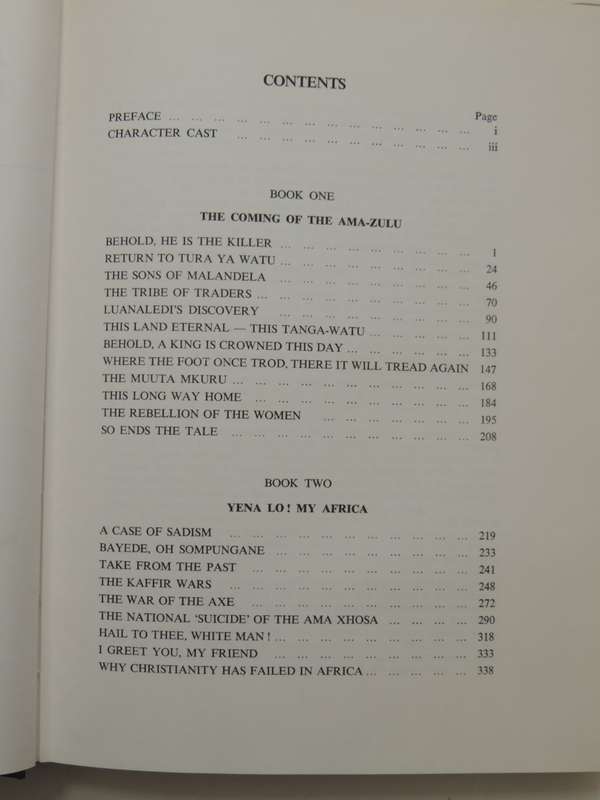 CONTENTS
Page
PREFACE ... ... ... ... ... ... ... ... ... ... ... ... ... i
CHARACTER CAST ... ... ... ... ... ... ... ... ... ... iii
BOOK ONE
THE COMING OF THE AMA-ZULU
BEHOLD, HE IS THE KILLER ... ... ... ... ... ... ... ... ... 1
RETURN TO TURA YA WATU ... ... ... ... ... ... ... ... ... 24
THE SONS OF MALANDELA ... ... ... ... ... ... ... ... ... 46
THE TRIBE OF TRADERS ... ... ... ... ... ... ... ... ... ... 70
LUANALEDI'S DISCOVERY ... ... ... ... ... ... ... ... ... 90
THIS LAND ETERNAL — THIS TANGA-WATU ... ... ... ... ... 111
BEHOLD, A KING IS CROWNED THIS DAY ... ... ... ... ... ... 133
WHERE THE FOOT ONCE TROD, THERE IT WILL TREAD AGAIN 147
THE MUUTA MKURU ... ... ... ... ... ... ... ... ... ... ... 168
THIS LONG WAY HOME ... ... ... ... ... ... ... ... ... ... 184
THE REBELLION OF THE WOMEN ... ... ... ... ... ... ... 195
SO ENDS THE TALE ... ... ... ... ... ... ... ... ... ... ... 208
BOOK TWO
YENA LO! MY AFRICA
A CASE OF SADISM ... ... ... ... ... ... ... ... ... ... ... 219
BAYEDE, OH SOMPUNGANE ... ... ... ... ... ... ... ... ... 233
TAKE FROM THE PAST ... ... ... ... ... ... ... ... ... ... 241
THE KAFFIR WARS ... ... ... ... ... ... ... ... ... ... ... 248
THE WAR OF THE AXE ... ... ... ... ... ... ... ... ... ... 272
THE NATIONAL 'SUICIDE' OF THE AMA XHOSA ... ... ... ... 290
HAIL TO THEE, WHITE MAN! ... ... ... ... ... ... ... ... ... 318
I GREET YOU, MY FRIEND ... ... ... ... ... ... ... ... ... 333
WHY CHRISTIANITY HAS FAILED IN AFRICA ... ... ... ... ... 338